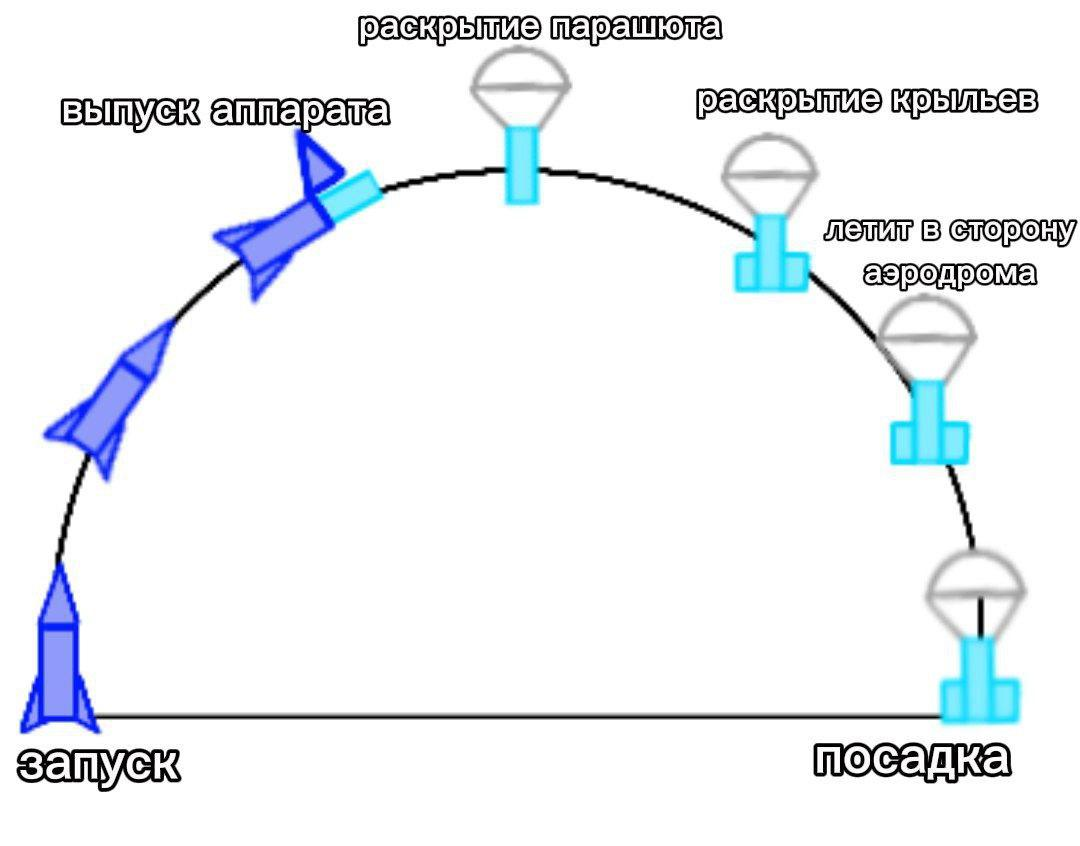 раскрытие парашюта
выпуск аппарата
раскрытие крыльев
летит в сторону
аэродрома
запуск
посадка